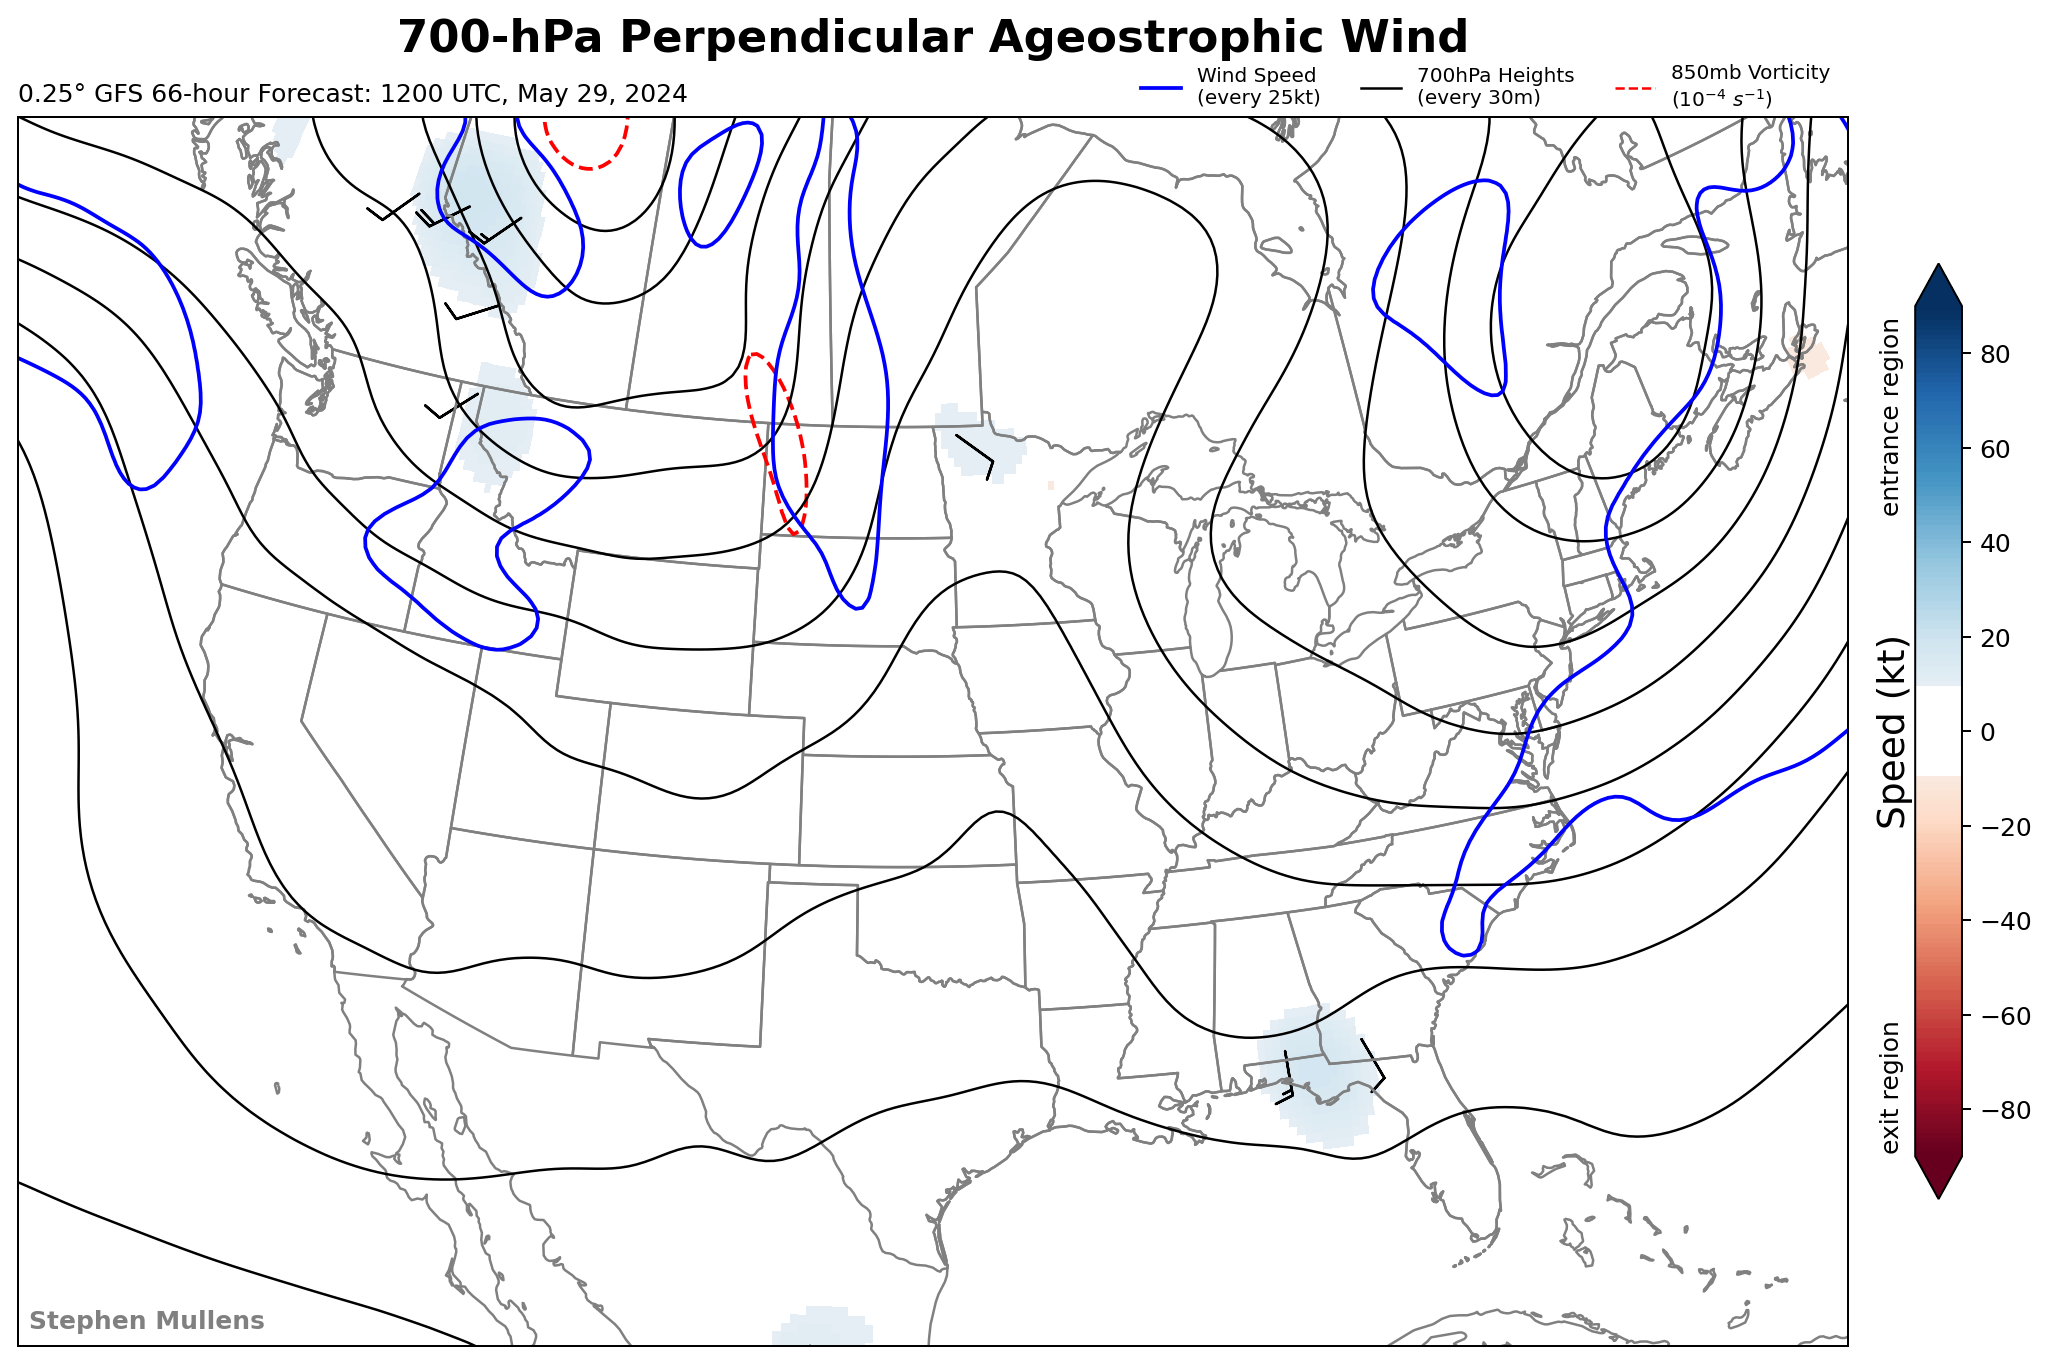 700-hPa Perpendicular Ageostrophic Wind
0.25° GFS 66-hour Forecast: 1200 UTC, May 29, 2024
Wind Speed
(every 25kt)
700hPa Heights
(every 30m)
850mb Vorticity
(10⁻⁴ s⁻¹)
entrance region
Speed (kt)
exit region
80
60
40
20
0
−20
−40
−60
−80
Stephen Mullens